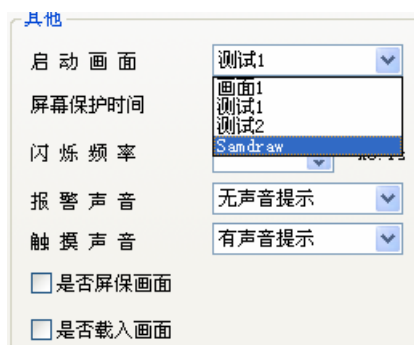 其他
启动画面 测试1
画面1
屏幕保护时间 测试1
测试2
Samdraw
闪烁频率
报警声音 无声音提示
触摸声音 有声音提示
是否屏保画面
是否载入画面